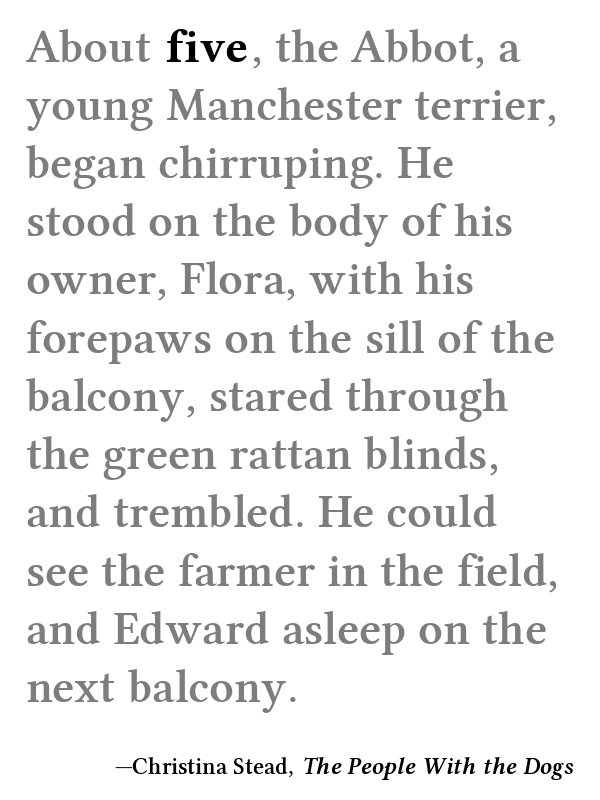 About five, the Abbot, a
young Manchester terrier,
began chirruping. He
stood on the body of his
owner, Flora, with his
forepaws on the sill of the
balcony, stared through
the green rattan blinds,
and trembled. He could
see the farmer in the field,
and Edward asleep on the
next balcony.
—Christina Stead, The People With the Dogs